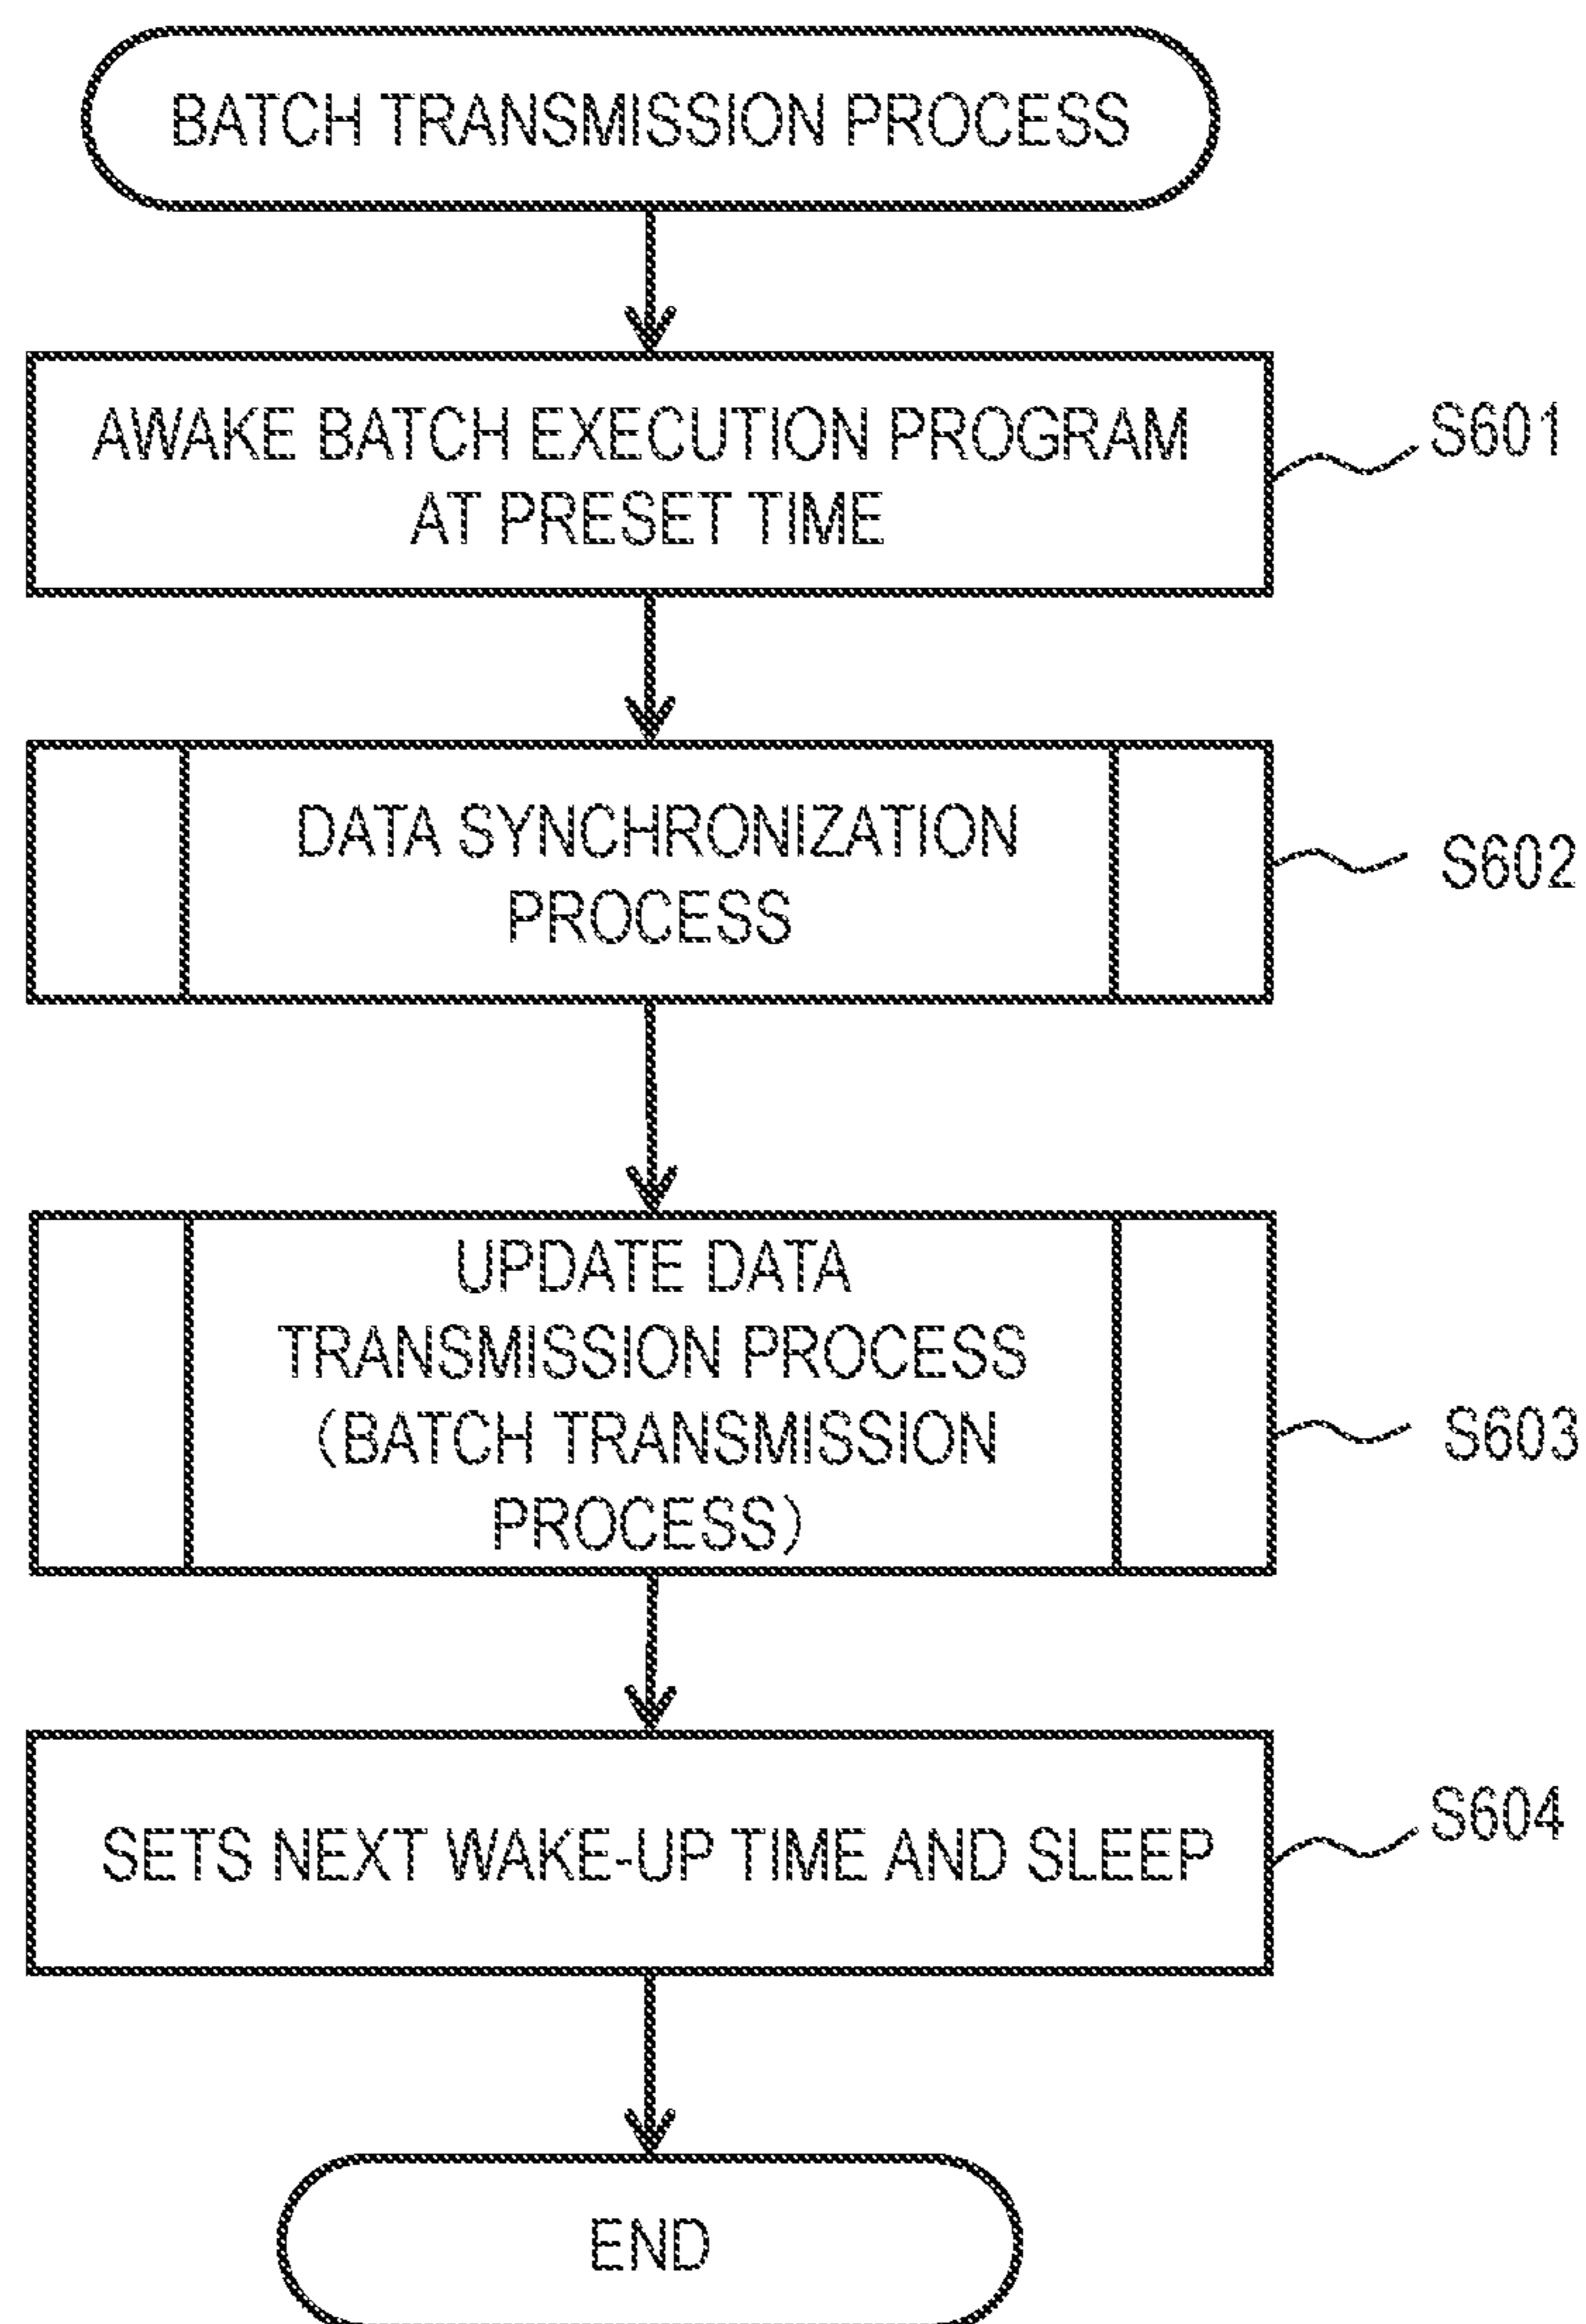 BATCH TRANSMISSION PROCESS
AWAKE BATCH EXECUTION PROGRAM
AT PRESET TIME
S601
DATA SYNCHRONIZATION
PROCESS
S602
UPDATE DATA
TRANSMISSION PROCESS
(BATCH TRANSMISSION
PROCESS)
S603
SETS NEXT WAKE-UP TIME AND SLEEP
S604
END